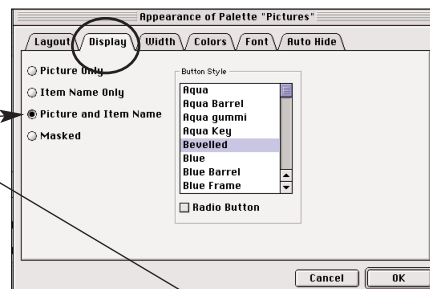 Appearance of Palette "Pictures"
Layout Display Width Colors Font Auto Hide
Picture Only
Item Name Only
Picture and Item Name
Masked
Button Style
Aqua
Aqua Barrel
Aqua gummi
Aqua Key
Bevelled
Blue
Blue Barrel
Blue Frame
Radio Button
Cancel OK